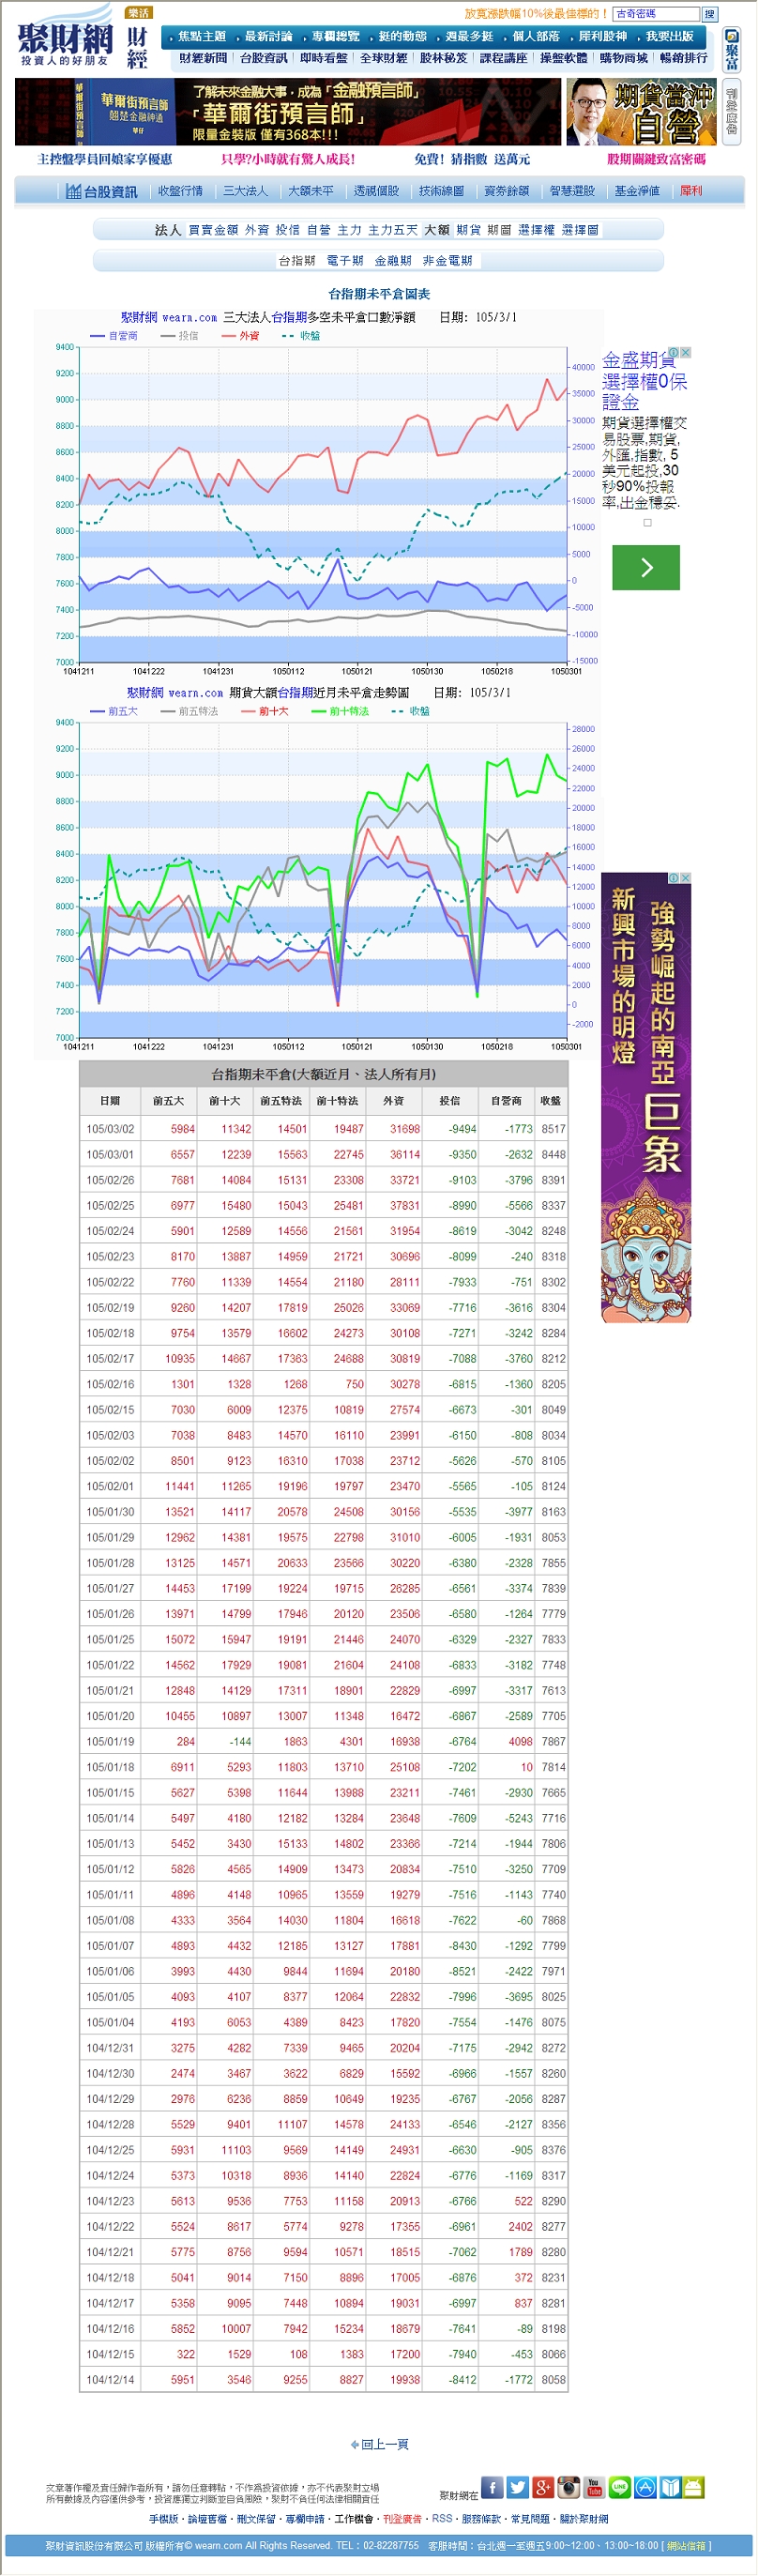 放寬漲跌幅10%後最佳標的！ 古奇密碼 搜
聚財網 樂活 財經
投資人的好朋友
焦點主題 最新討論 專欄總覽 挺的動態 週最多挺 個人部落 犀利股神 我要出版
財經新聞 台股資訊 即時看盤 全球財經 股林秘笈 課程講座 操盤軟體 購物商城 暢銷排行
聚富
華爾街預言師
楚楚金融神通
了解未來金融大事．成為「金融預言師」
「華爾街預言師」
限量金裝版 僅有368本!!!
期貨當沖
自營
刊登廣告
主控盤學員回娘家享優惠 只學?小時就有驚人成長! 免費! 猜指數 送萬元 股期關鍵致富密碼
台股資訊 收盤行情 三大法人 大額未平 透視個股 技術線圖 資券餘額 智慧選股 基金淨值 犀利
法人 買賣金額 外資 投信 自營 主力 主力五天 大額 期貨 期圖 選擇權 選擇圖
台指期 電子期 金融期 非金電期
台指期未平倉圖表
聚財網 wearn.com 三大法人台指期多空未平倉口數淨額 日期: 105/3/1
自營商 投信 外資 收盤
9400
9200
9000
8800
8600
8400
8200
8000
7800
7600
7400
7200
7000
40000
35000
30000
25000
20000
15000
10000
5000
0
-5000
-10000
-15000
1041211 1041222 1041231 1050112 1050121 1050130 1050218 1050301
金盛期貨
選擇權0保
證金
期貨選擇權交
易股票,期貨,
外匯,指數, 5
美元起投,30
秒90%投報
率,出金穩妥.
聚財網 wearn.com 期貨大額台指期近月未平倉走勢圖 日期: 105/3/1
前五大 前五特法 前十大 前十特法 收盤
9400
9200
9000
8800
8600
8400
8200
8000
7800
7600
7400
7200
7000
28000
26000
24000
22000
20000
18000
16000
14000
12000
10000
8000
6000
4000
2000
0
-2000
1041211 1041222 1041231 1050112 1050121 1050130 1050218 1050301
強勢崛起的南亞
巨象
新興市場的明燈
台指期未平倉(大額近月、法人所有月)
日期 前五大 前十大 前五特法 前十特法 外資 投信 自營商 收盤
105/03/02 5984 11342 14501 19487 31698 -9494 -1773 8517
105/03/01 6557 12239 15563 22745 36114 -9350 -2632 8448
105/02/26 7681 14084 15131 23308 33721 -9103 -3796 8391
105/02/25 6977 15480 15043 25481 37831 -8990 -5566 8337
105/02/24 5901 12589 14556 21561 31954 -8619 -3042 8248
105/02/23 8170 13887 14959 21721 30696 -8099 -240 8318
105/02/22 7760 11339 14554 21180 28111 -7933 -751 8302
105/02/19 9260 14207 17819 25026 33069 -7716 -3616 8304
105/02/18 9754 13579 16602 24273 30108 -7271 -3242 8284
105/02/17 10935 14667 17363 24688 30819 -7088 -3760 8212
105/02/16 1301 1328 1268 750 30278 -6815 -1360 8205
105/02/15 7030 6009 12375 10819 27574 -6673 -301 8049
105/02/03 7038 8483 14570 16110 23991 -6150 -808 8034
105/02/02 8501 9123 16310 17038 23712 -5626 -570 8105
105/02/01 11441 11265 19196 19797 23470 -5565 -105 8124
105/01/30 13521 14117 20578 24508 30156 -5535 -3977 8163
105/01/29 12962 14381 19575 22798 31010 -6005 -1931 8053
105/01/28 13125 14571 20633 23566 30220 -6380 -2328 7855
105/01/27 14453 17199 19224 19715 26285 -6561 -3374 7839
105/01/26 13971 14799 17946 20120 23506 -6580 -1264 7779
105/01/25 15072 15947 19191 21446 24070 -6329 -2327 7833
105/01/22 14562 17929 19081 21604 24108 -6833 -3182 7748
105/01/21 12848 14129 17311 18901 22829 -6997 -3317 7613
105/01/20 10455 10897 13007 11348 16472 -6867 -2589 7705
105/01/19 284 -144 1863 4301 16938 -6764 4098 7867
105/01/18 6911 5293 11803 13710 25108 -7202 10 7814
105/01/15 5627 5398 11644 13988 23211 -7461 -2930 7665
105/01/14 5497 4180 12182 13284 23648 -7609 -5243 7716
105/01/13 5452 3430 15133 14802 23366 -7214 -1944 7806
105/01/12 5826 4565 14909 13473 20834 -7510 -3250 7709
105/01/11 4896 4148 10965 13559 19279 -7516 -1143 7740
105/01/08 4333 3564 14030 11804 16618 -7622 -60 7868
105/01/07 4893 4432 12185 13127 17881 -8430 -1292 7799
105/01/06 3993 4430 9844 11694 20180 -8521 -2422 7971
105/01/05 4093 4107 8377 12064 22832 -7996 -3695 8025
105/01/04 4193 6053 4389 8423 17820 -7554 -1476 8075
104/12/31 3275 4282 7339 9465 20204 -7175 -2942 8272
104/12/30 2474 3467 3622 6829 15592 -6966 -1557 8260
104/12/29 2976 6236 8859 10649 19235 -6767 -2056 8287
104/12/28 5529 9401 11107 14578 24133 -6546 -2127 8356
104/12/25 5931 11103 9569 14149 24931 -6630 -905 8376
104/12/24 5373 10318 8936 14140 22824 -6776 -1169 8317
104/12/23 5613 9536 7753 11158 20913 -6766 522 8290
104/12/22 5524 8617 5774 9278 17355 -6961 2402 8277
104/12/21 5775 8756 9594 10571 18515 -7062 1789 8280
104/12/18 5041 9014 7150 8896 17005 -6876 372 8231
104/12/17 5358 9095 7448 10894 19031 -6997 837 8281
104/12/16 5852 10007 7942 15234 18679 -7641 -89 8198
104/12/15 322 1529 108 1383 17200 -7940 -453 8066
104/12/14 5951 3546 9255 8827 19938 -8412 -1772 8058
回上一頁
文章著作權及責任歸作者所有，請勿任意轉貼，不作為投資依據，亦不代表聚財立場
所有數據及內容僅供參考，投資應獨立判斷並自負風險，聚財不負任何法律相關責任
聚財網在
手機版．論壇舊檔．刪文保留．專欄申請．工作機會．刊登廣告．RSS．服務條款．常見問題．關於聚財網
聚財資訊股份有限公司 版權所有© wearn.com All Rights Reserved. TEL：02-82287755 客服時間：台北週一至週五9:00~12:00、13:00~18:00 [ 網站信箱 ]